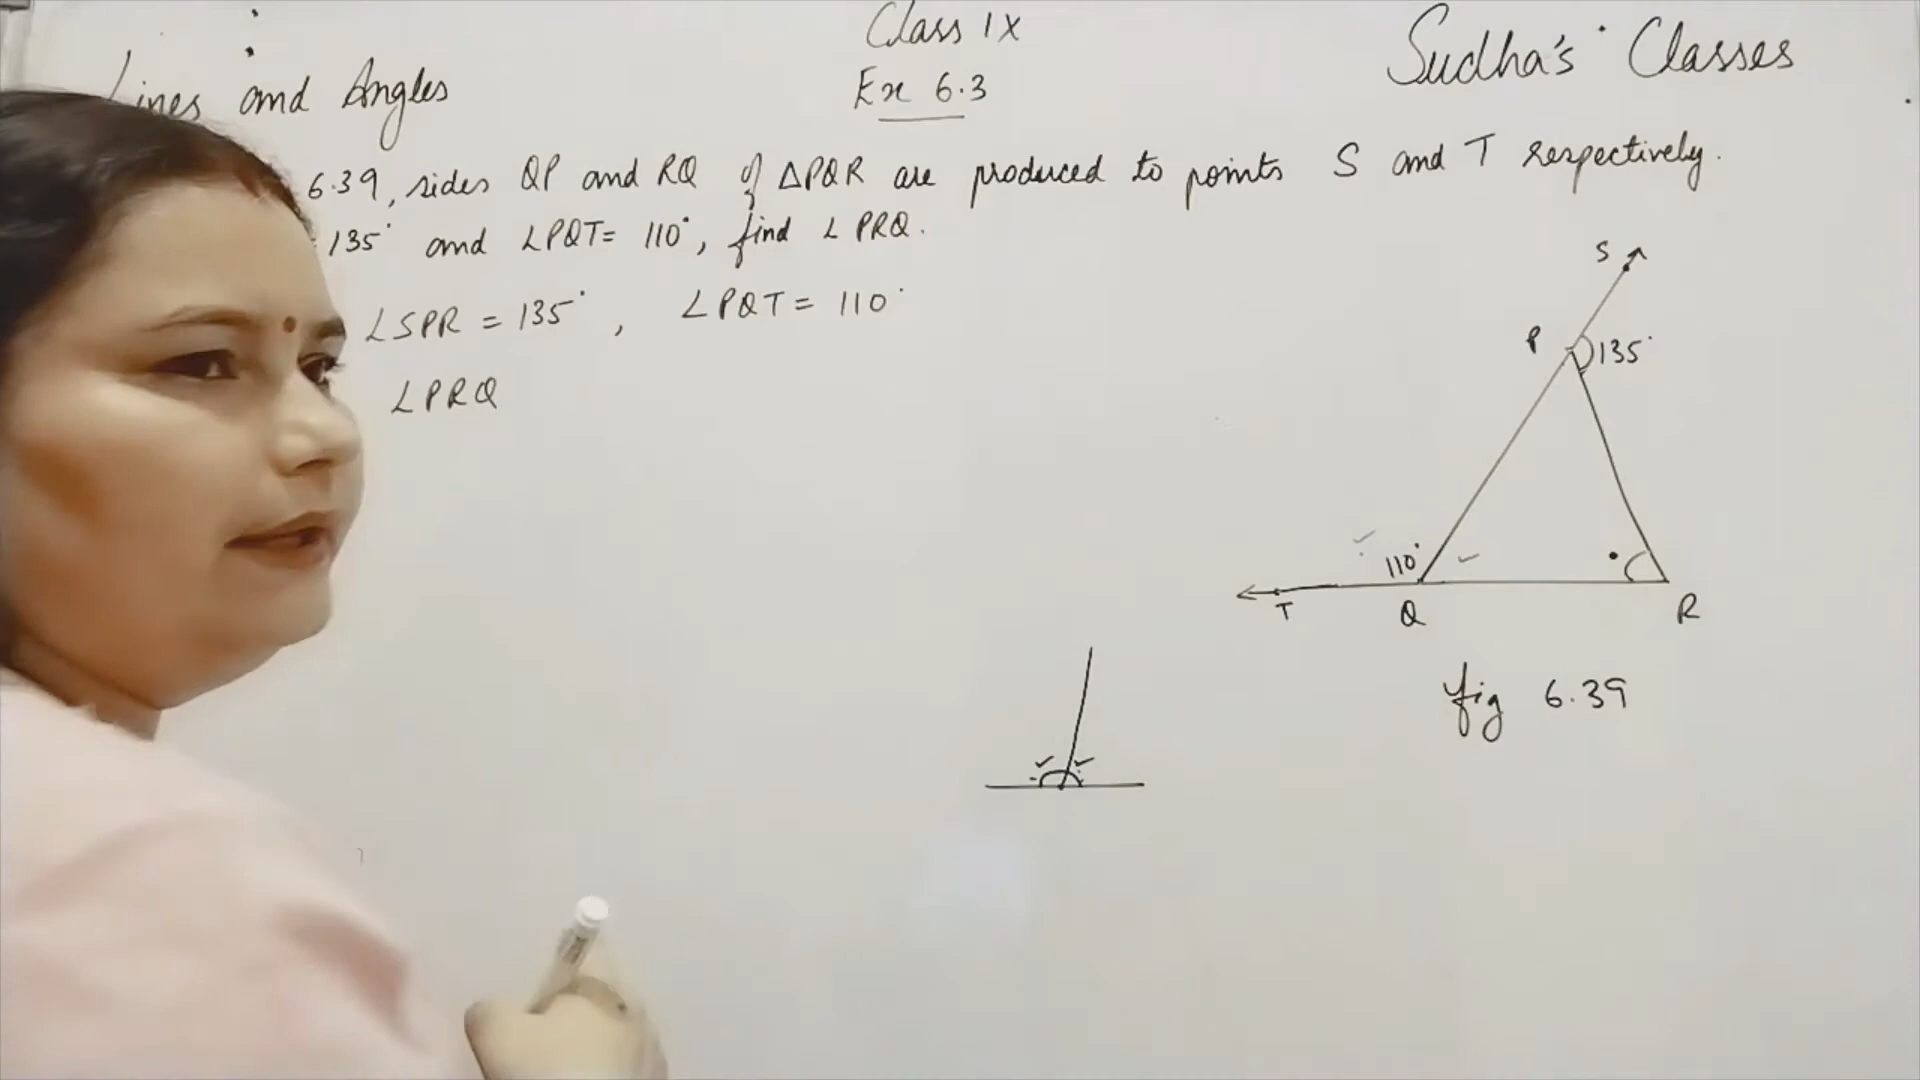 Class IX
Sudha's Classes
Lines and Angles
Ex 6.3
6.39, sides QP and RQ of ΔPQR are produced to points S and T respectively.
= 135° and ∠PQT = 110°, find ∠PRQ.
∠SPR = 135°, ∠PQT = 110°
∠PRQ
S
P
135°
110°
T
Q
R
fig 6.39